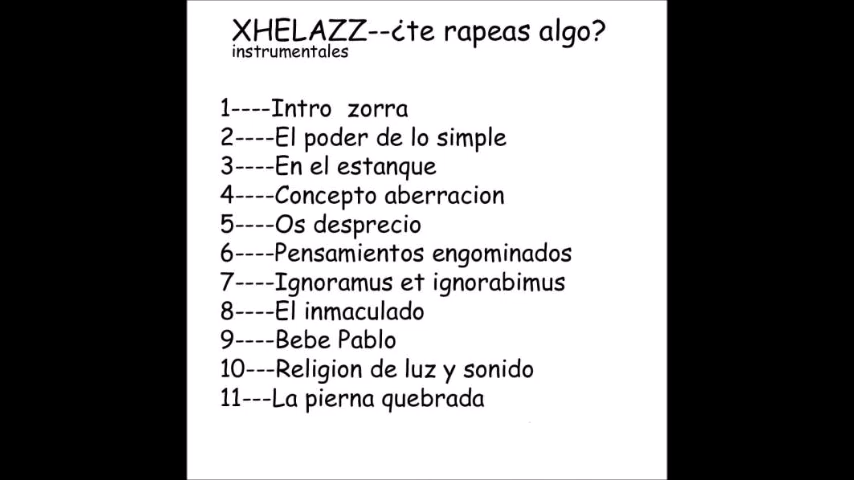 XHELAZZ--¿te rapeas algo?
instrumentales
1----Intro zorra
2----El poder de lo simple
3----En el estanque
4----Concepto aberracion
5----Os desprecio
6----Pensamientos engominados
7----Ignoramus et ignorabimus
8----El inmaculado
9----Bebe Pablo
10---Religion de luz y sonido
11---La pierna quebrada